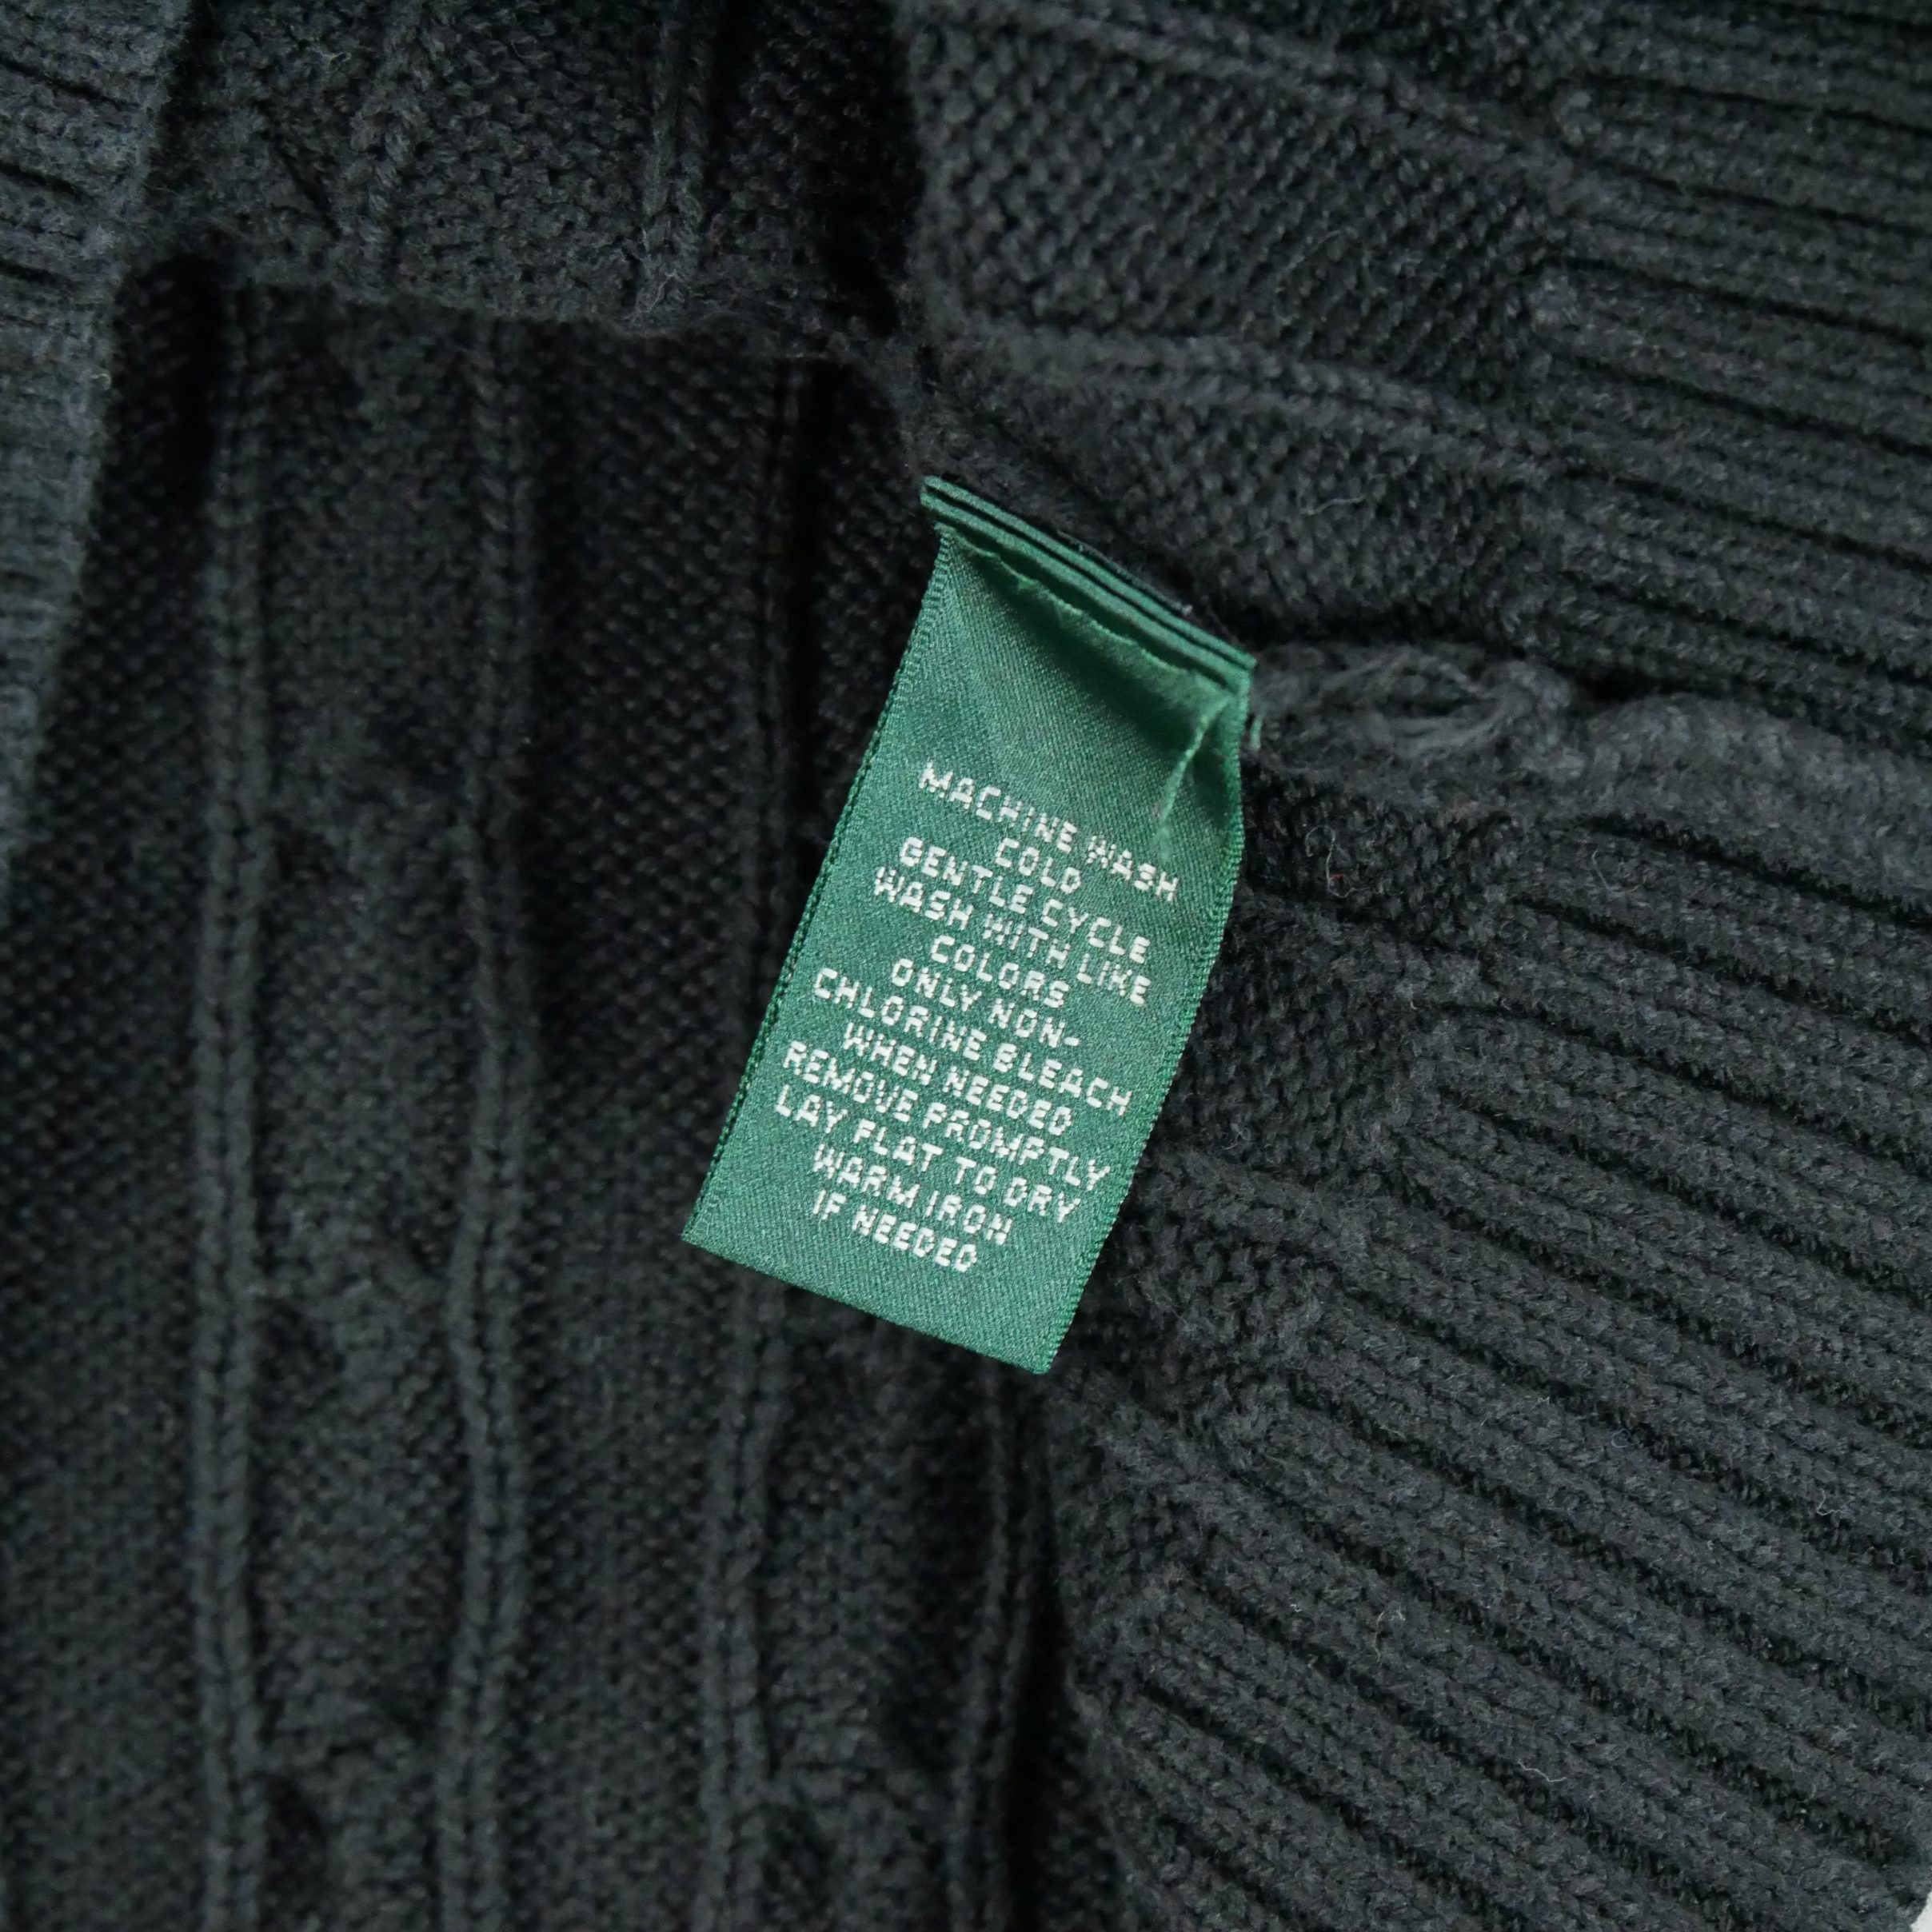 MACHINE WASH
COLD
GENTLE CYCLE
WASH WITH LIKE
COLORS
ONLY NON-
CHLORINE BLEACH
WHEN NEEDED
REMOVE PROMPTLY
LAY FLAT TO DRY
WARM IRON
IF NEEDED